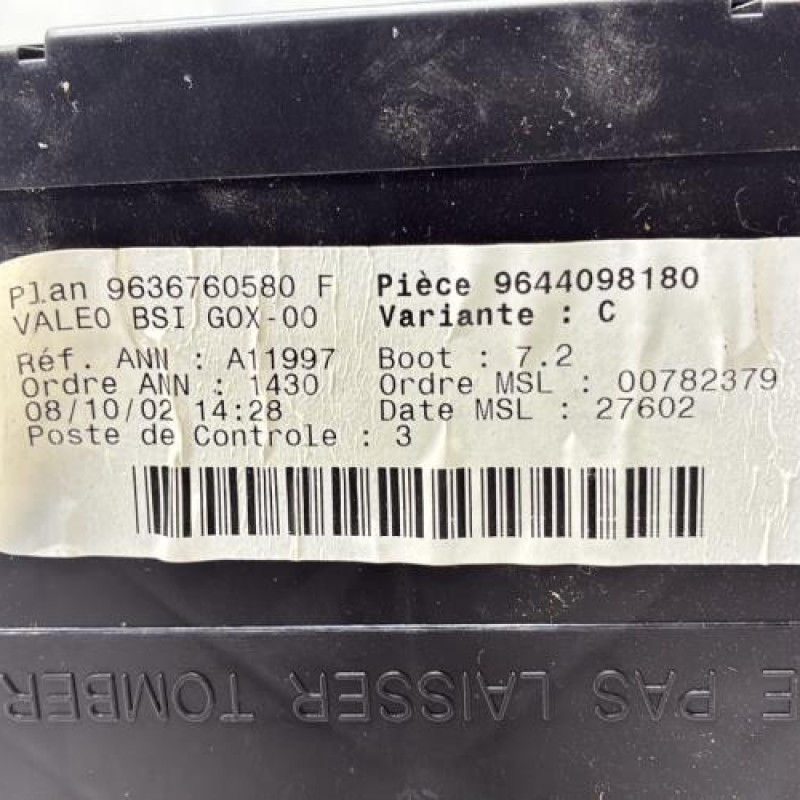 Plan 9636760580 F Pièce 9644098180
VALEO BSI GOX-00 Variante : C
Réf. ANN : A11997 Boot : 7.2
Ordre ANN : 1430 Ordre MSL : 00782379
08/10/02 14:28 Date MSL : 27602
Poste de Controle : 3
E PAS LAISSER TOMBER